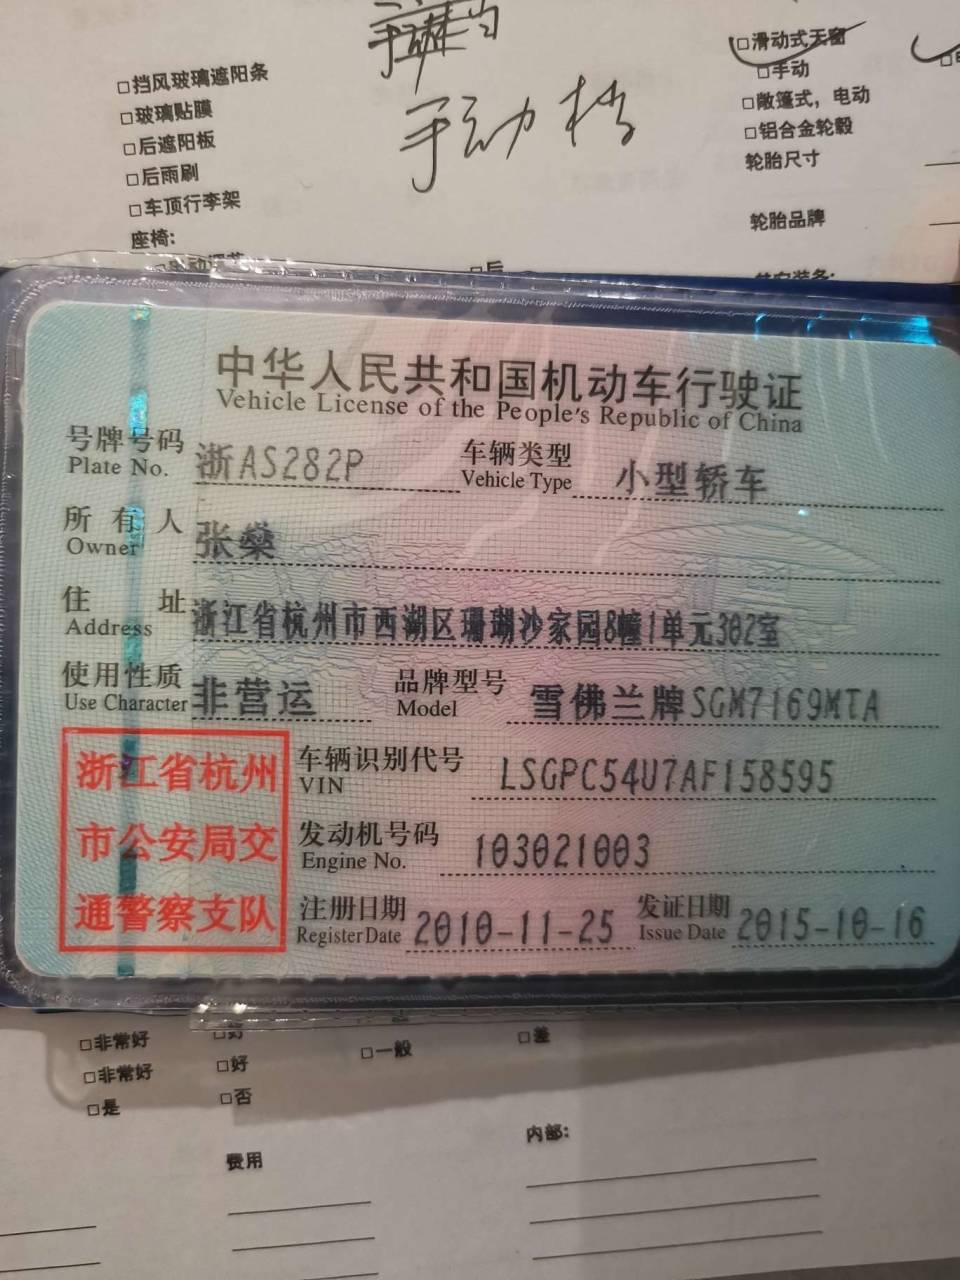 □挡风玻璃遮阳条
□玻璃贴膜
□后遮阳板
□后雨刷
□车顶行李架
座椅:
手动档
□滑动式天窗
□手动
□敞篷式，电动
□铝合金轮毂
轮胎尺寸
轮胎品牌
中华人民共和国机动车行驶证
Vehicle License of the People's Republic of China
号牌号码 浙AS282P 车辆类型 小型轿车
Plate No. Vehicle Type
所有人 张燊
Owner
住址 浙江省杭州市西湖区珊瑚沙家园8幢1单元302室
Address
使用性质 非营运 品牌型号 雪佛兰牌SGM7169MTA
Use Character Model
浙江省杭州
市公安局交
通警察支队
车辆识别代号 LSGPC54U7AF158595
VIN
发动机号码 103021003
Engine No.
注册日期 2010-11-25 发证日期 2015-10-16
Register Date Issue Date
□非常好 □好 □一般 □差
□非常好 □好
□是 □否
费用
内部: